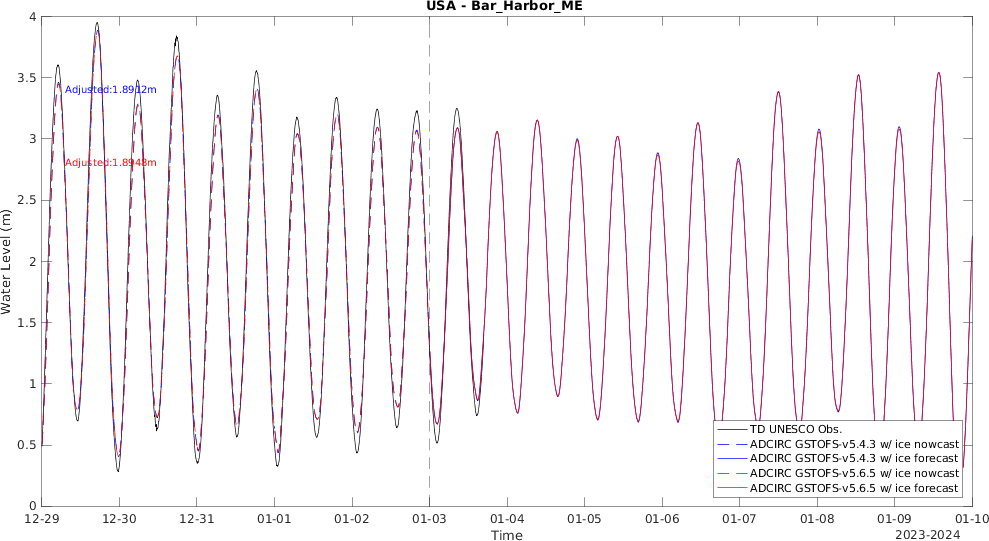 USA - Bar_Harbor_ME
Water Level (m)
4
3.5
3
2.5
2
1.5
1
0.5
0
Adjusted:1.8912m
Adjusted:1.8948m
TD UNESCO Obs.
ADCIRC GSTOFS-v5.4.3 w/ ice nowcast
ADCIRC GSTOFS-v5.4.3 w/ ice forecast
ADCIRC GSTOFS-v5.6.5 w/ ice nowcast
ADCIRC GSTOFS-v5.6.5 w/ ice forecast
12-29 12-30 12-31 01-01 01-02 01-03 01-04 01-05 01-06 01-07 01-08 01-09 01-10
Time
2023-2024